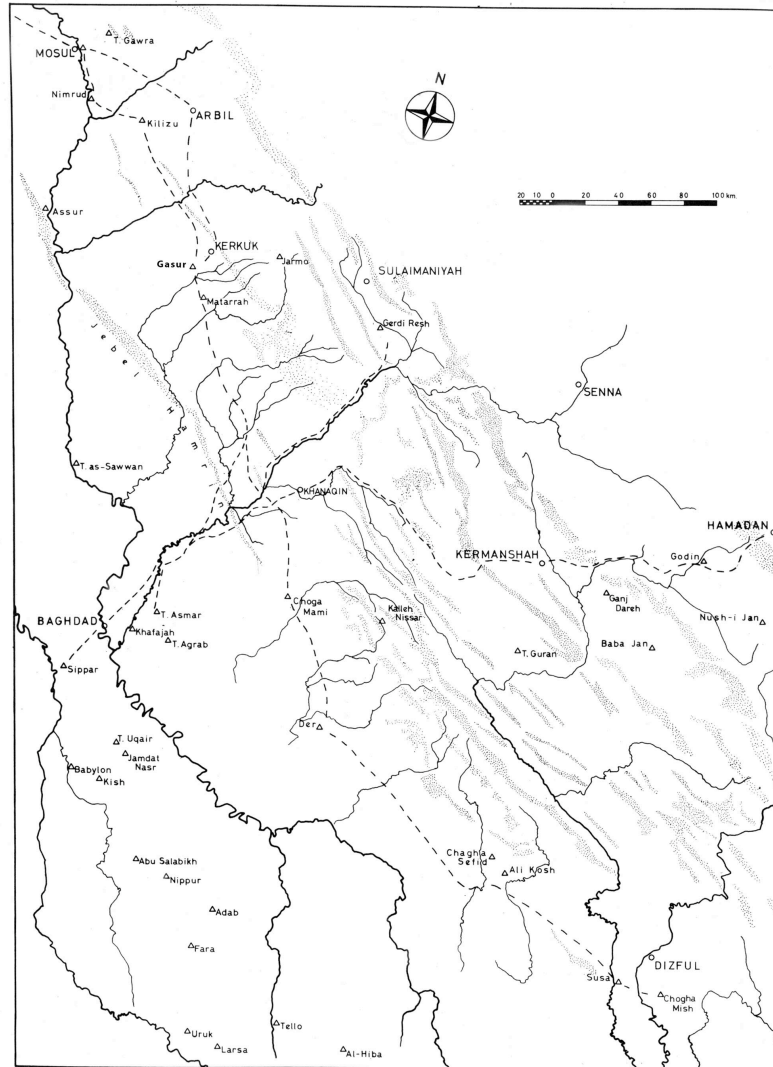 T. Gawra
MOSUL
N
Nimrud
ARBIL
Kilizu
20 10 0 20 40 60 80 100 km.
Assur
KERKUK
Gasur
Jarmo
SULAIMANIYAH
Matarrah
Gerdi Resh
Jebel Hamrin
SENNA
T. as-Sawwan
KHANAQIN
HAMADAN
KERMANSHAH
Godin
Choga
Mami
Ganj
Dareh
T. Asmar
Kalleh
Nissar
Nush-i Jan
BAGHDAD
Khafajah
T. Agrab
Baba Jan
T. Guran
Sippar
Der
T. Uqair
Jamdat
Nasr
Babylon
Kish
Chagha
Sefid
Abu Salabikh
Ali Kosh
Nippur
Adab
Fara
DIZFUL
Susa
Chogha
Mish
Tello
Uruk
Larsa
Al-Hiba